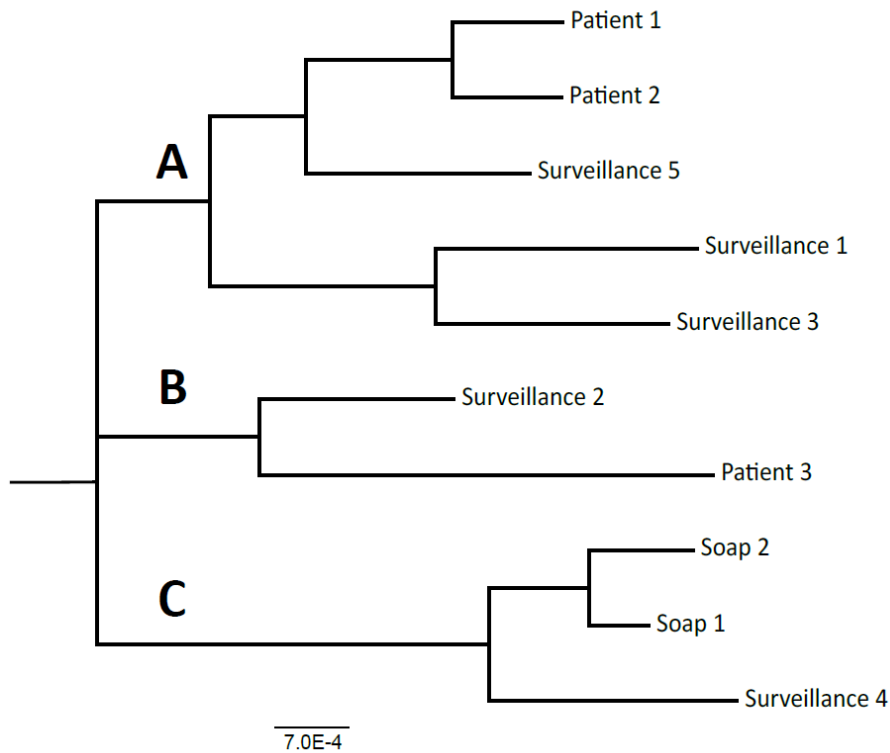 Patient 1
Patient 2
A
Surveillance 5
Surveillance 1
Surveillance 3
B
Surveillance 2
Patient 3
Soap 2
C
Soap 1
Surveillance 4
7.0E-4